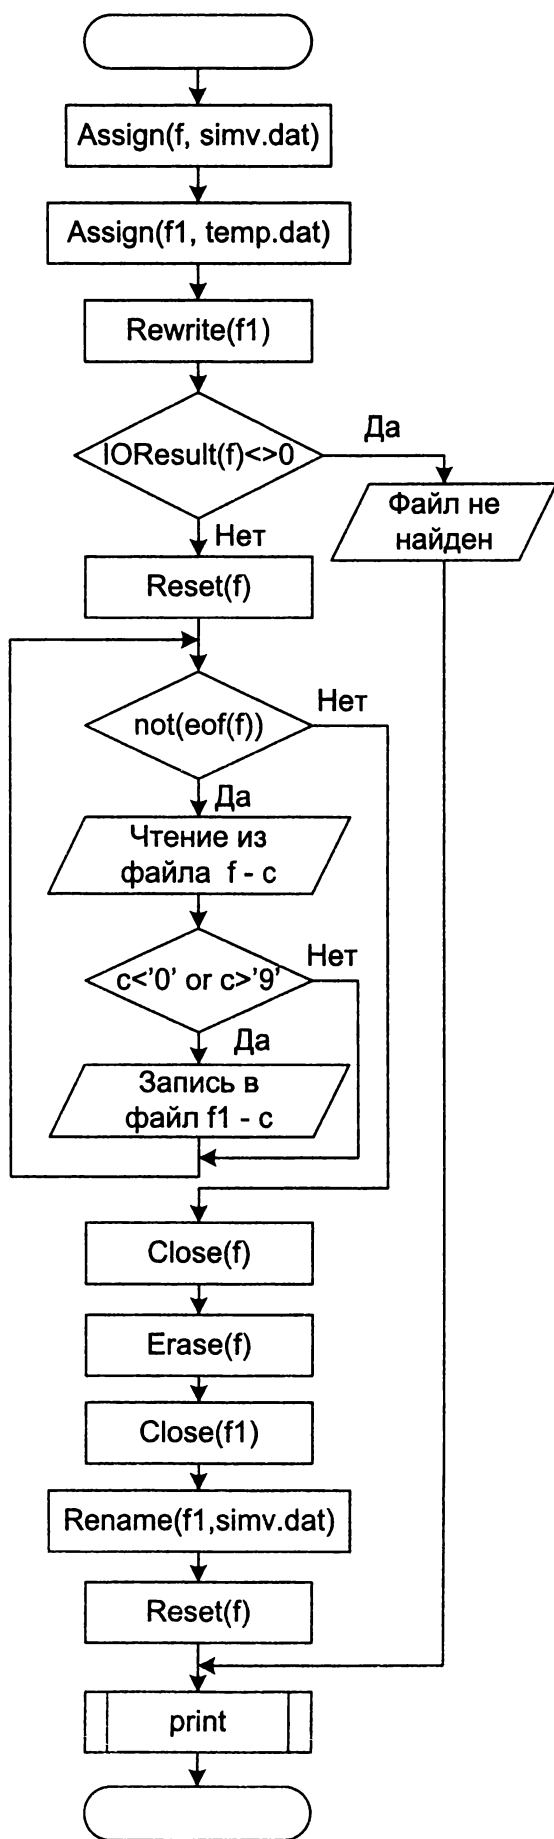 Assign(f, simv.dat)
Assign(f1, temp.dat)
Rewrite(f1)
IOResult(f)<>0
Да
Файл не
найден
Нет
Reset(f)
not(eof(f))
Нет
Да
Чтение из
файла f - c
c<'0' or c>'9'
Нет
Да
Запись в
файл f1 - c
Close(f)
Erase(f)
Close(f1)
Rename(f1,simv.dat)
Reset(f)
print